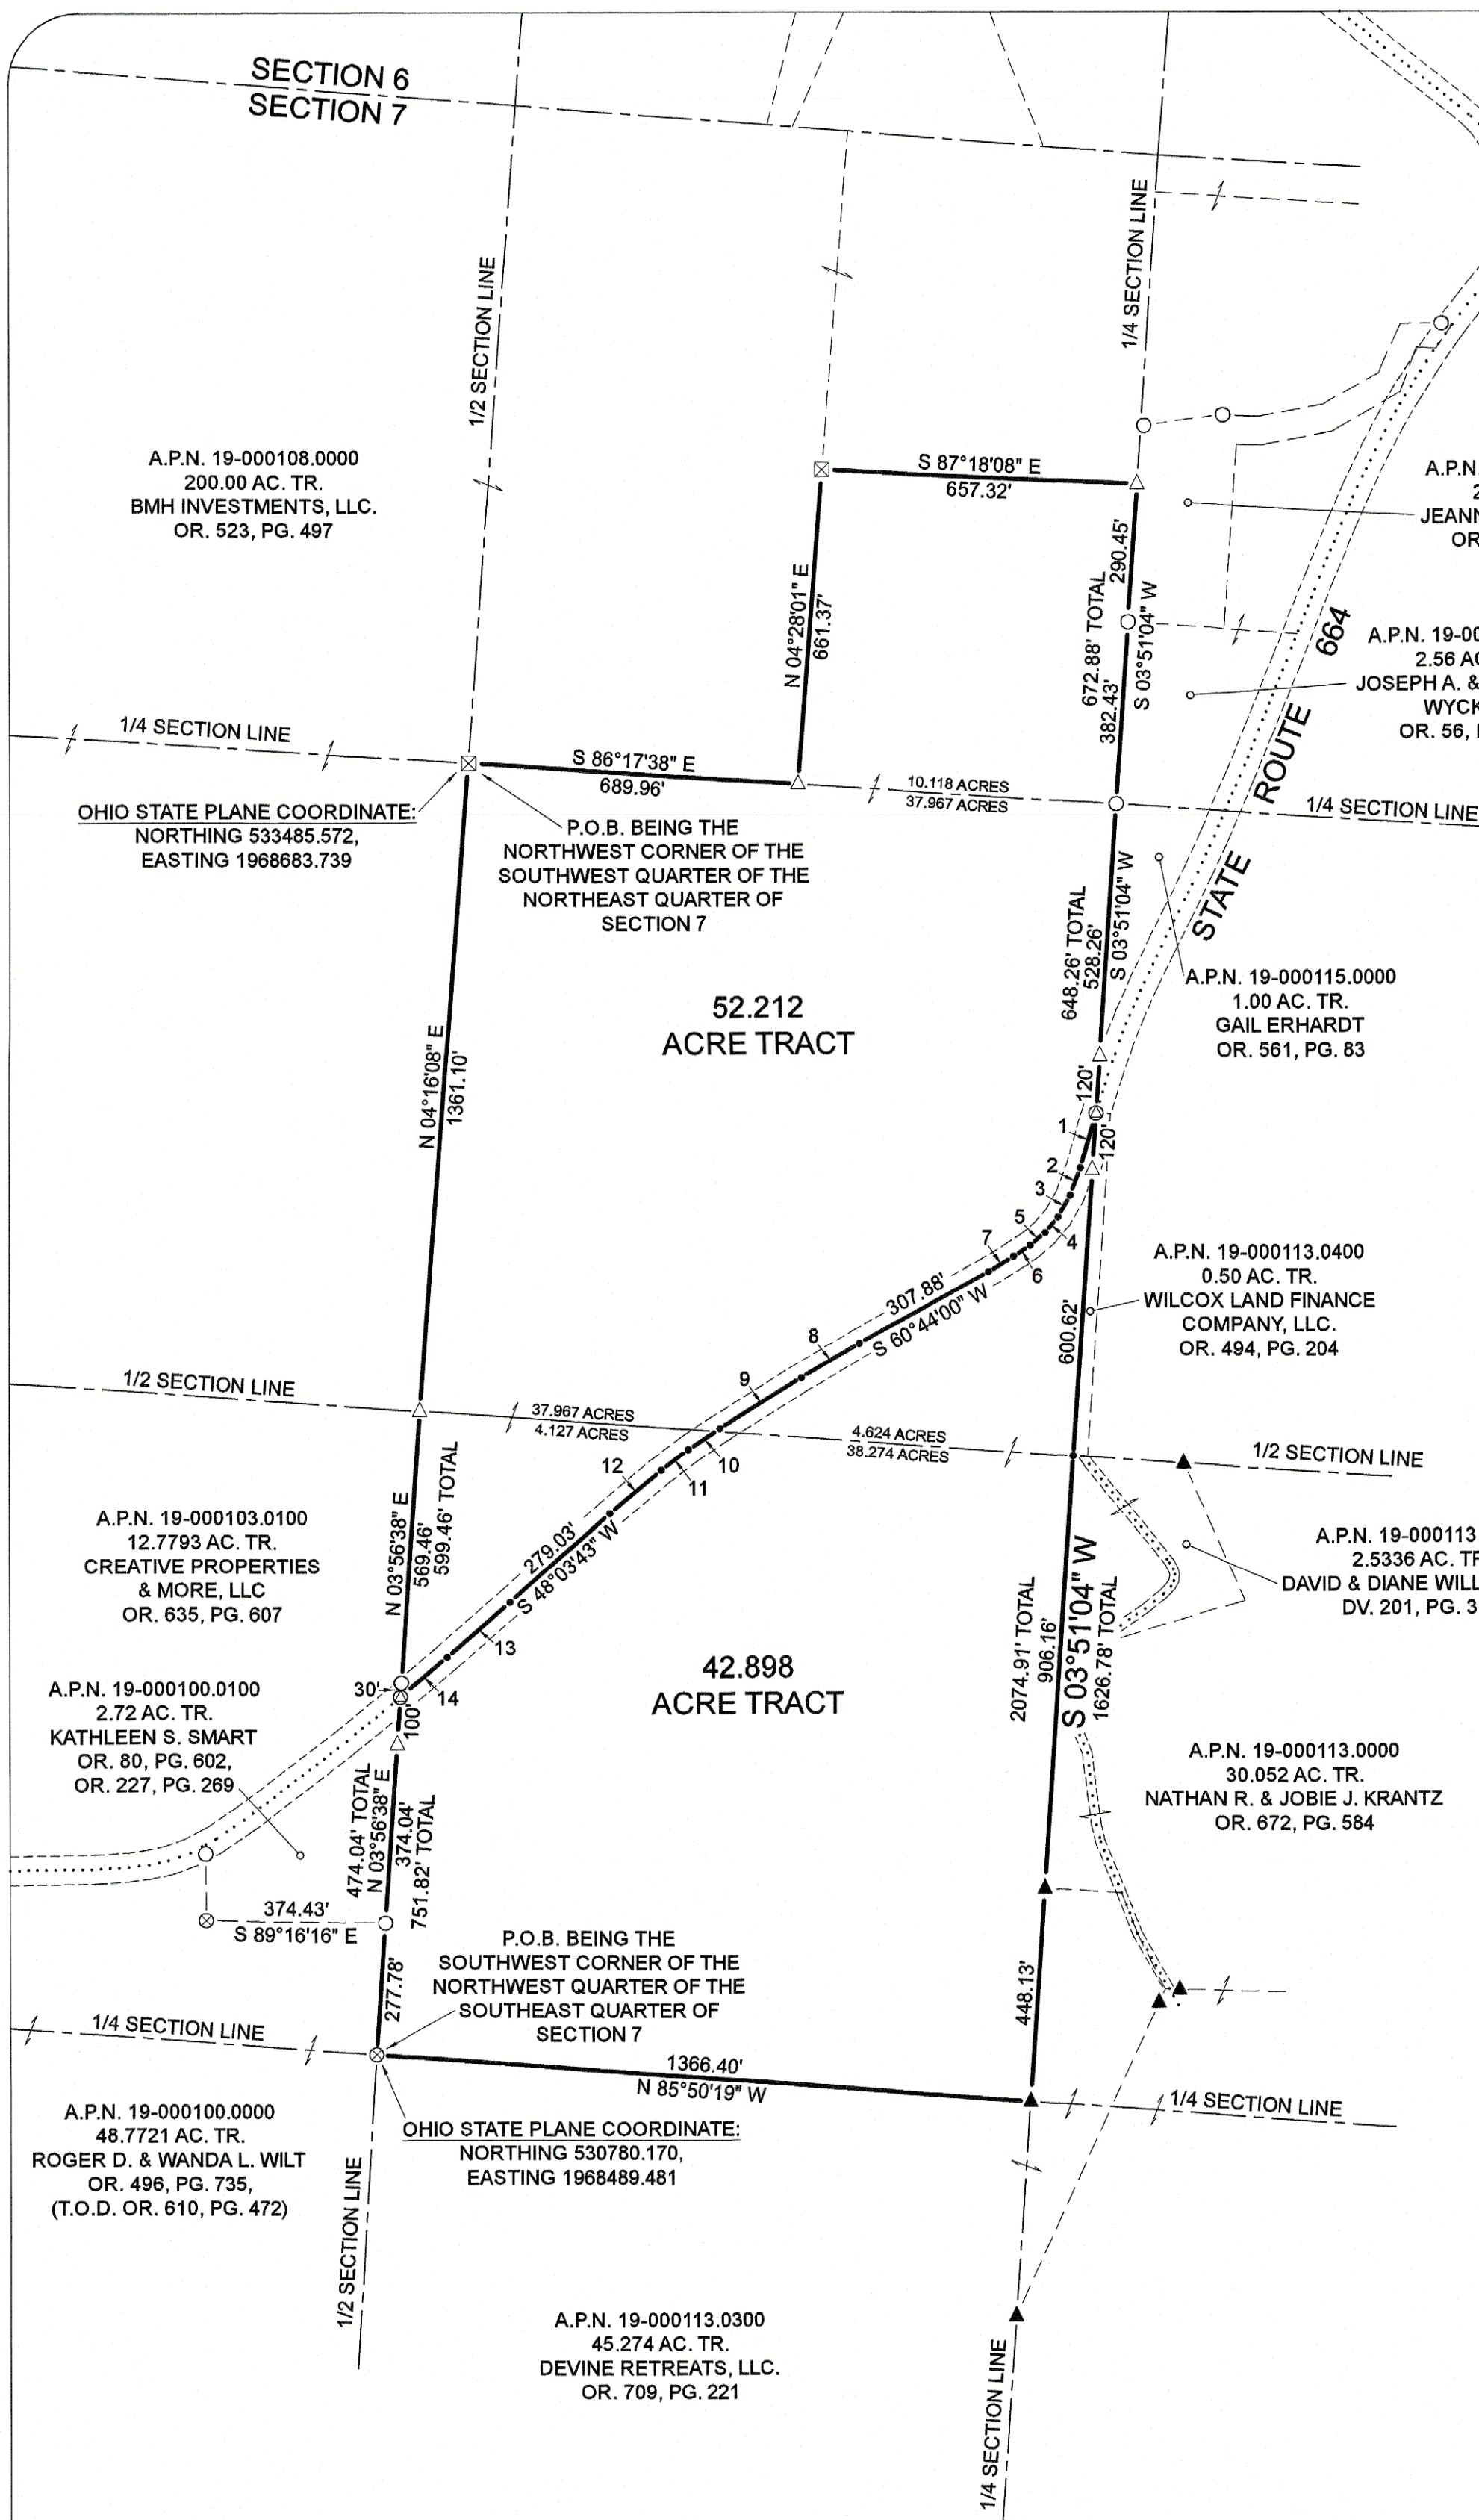 SECTION 6
SECTION 7
1/2 SECTION LINE
1/4 SECTION LINE
A.P.N. 19-000108.0000
200.00 AC. TR.
BMH INVESTMENTS, LLC.
OR. 523, PG. 497
S 87°18'08" E
657.32'
N 04°28'01" E
661.37'
290.45'
672.88' TOTAL
382.43'
S 03°51'04" W
A.P.N.
2
JEANN
OR
A.P.N. 19-00
2.56 AC
JOSEPH A. &
WYCK
OR. 56,
STATE ROUTE 664
1/4 SECTION LINE
S 86°17'38" E
689.96'
10.118 ACRES
37.967 ACRES
1/4 SECTION LINE
OHIO STATE PLANE COORDINATE:
NORTHING 533485.572,
EASTING 1968683.739
P.O.B. BEING THE
NORTHWEST CORNER OF THE
SOUTHWEST QUARTER OF THE
NORTHEAST QUARTER OF
SECTION 7
648.26' TOTAL
528.26'
S 03°51'04" W
A.P.N. 19-000115.0000
1.00 AC. TR.
GAIL ERHARDT
OR. 561, PG. 83
52.212
ACRE TRACT
N 04°16'08" E
1361.10'
120'
120'
1
2
3
4
5
6
7
307.88'
S 60°44'00" W
8
9
600.62'
A.P.N. 19-000113.0400
0.50 AC. TR.
WILCOX LAND FINANCE
COMPANY, LLC.
OR. 494, PG. 204
1/2 SECTION LINE
37.967 ACRES
4.127 ACRES
4.624 ACRES
38.274 ACRES
1/2 SECTION LINE
10
11
12
279.03'
S 48°03'43" W
13
14
N 03°56'38" E
569.46'
599.46' TOTAL
A.P.N. 19-000103.0100
12.7793 AC. TR.
CREATIVE PROPERTIES
& MORE, LLC
OR. 635, PG. 607
A.P.N. 19-000113
2.5336 AC. TR
DAVID & DIANE WILL
DV. 201, PG. 3
2074.91' TOTAL
906.16'
S 03°51'04" W
1626.78' TOTAL
42.898
ACRE TRACT
A.P.N. 19-000100.0100
2.72 AC. TR.
KATHLEEN S. SMART
OR. 80, PG. 602,
OR. 227, PG. 269
30'
100'
474.04' TOTAL
N 03°56'38" E
374.04'
751.82' TOTAL
A.P.N. 19-000113.0000
30.052 AC. TR.
NATHAN R. & JOBIE J. KRANTZ
OR. 672, PG. 584
374.43'
S 89°16'16" E
277.78'
P.O.B. BEING THE
SOUTHWEST CORNER OF THE
NORTHWEST QUARTER OF THE
SOUTHEAST QUARTER OF
SECTION 7
448.13'
1/4 SECTION LINE
1366.40'
N 85°50'19" W
1/4 SECTION LINE
OHIO STATE PLANE COORDINATE:
NORTHING 530780.170,
EASTING 1968489.481
A.P.N. 19-000100.0000
48.7721 AC. TR.
ROGER D. & WANDA L. WILT
OR. 496, PG. 735,
(T.O.D. OR. 610, PG. 472)
1/2 SECTION LINE
A.P.N. 19-000113.0300
45.274 AC. TR.
DEVINE RETREATS, LLC.
OR. 709, PG. 221
1/4 SECTION LINE